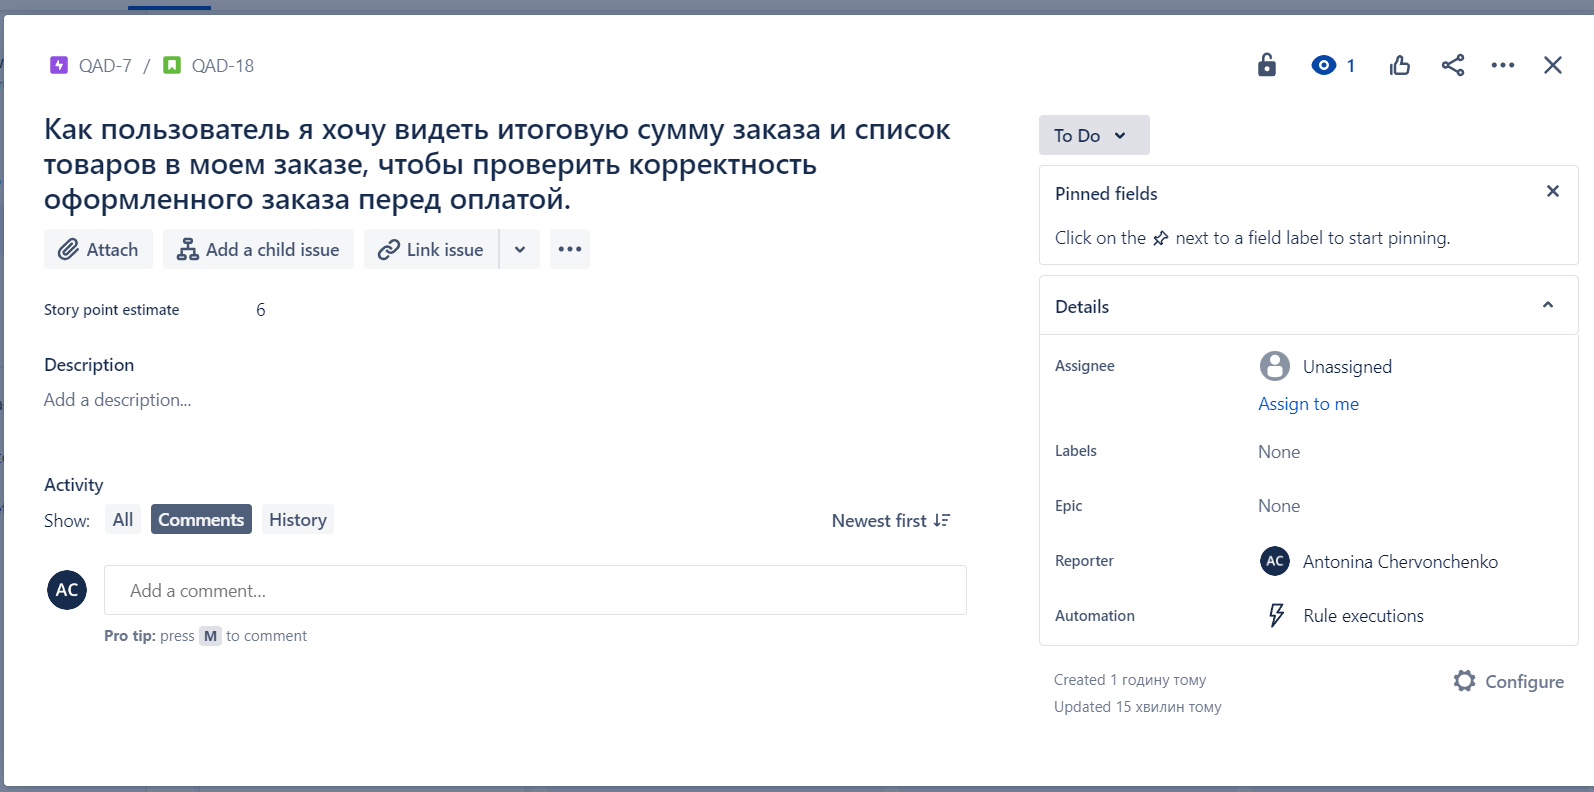 QAD-7 / QAD-18
1
Как пользователь я хочу видеть итоговую сумму заказа и список
товаров в моем заказе, чтобы проверить корректность
оформленного заказа перед оплатой.
Attach
Add a child issue
Link issue
Story point estimate 6
Description
Add a description...
Activity
Show: All Comments History
Newest first
AC
Add a comment...
Pro tip: press M to comment
To Do
Pinned fields
Click on the next to a field label to start pinning.
Details
Assignee Unassigned
Assign to me
Labels None
Epic None
Reporter AC Antonina Chervonchenko
Automation Rule executions
Created 1 годину тому
Updated 15 хвилин тому
Configure